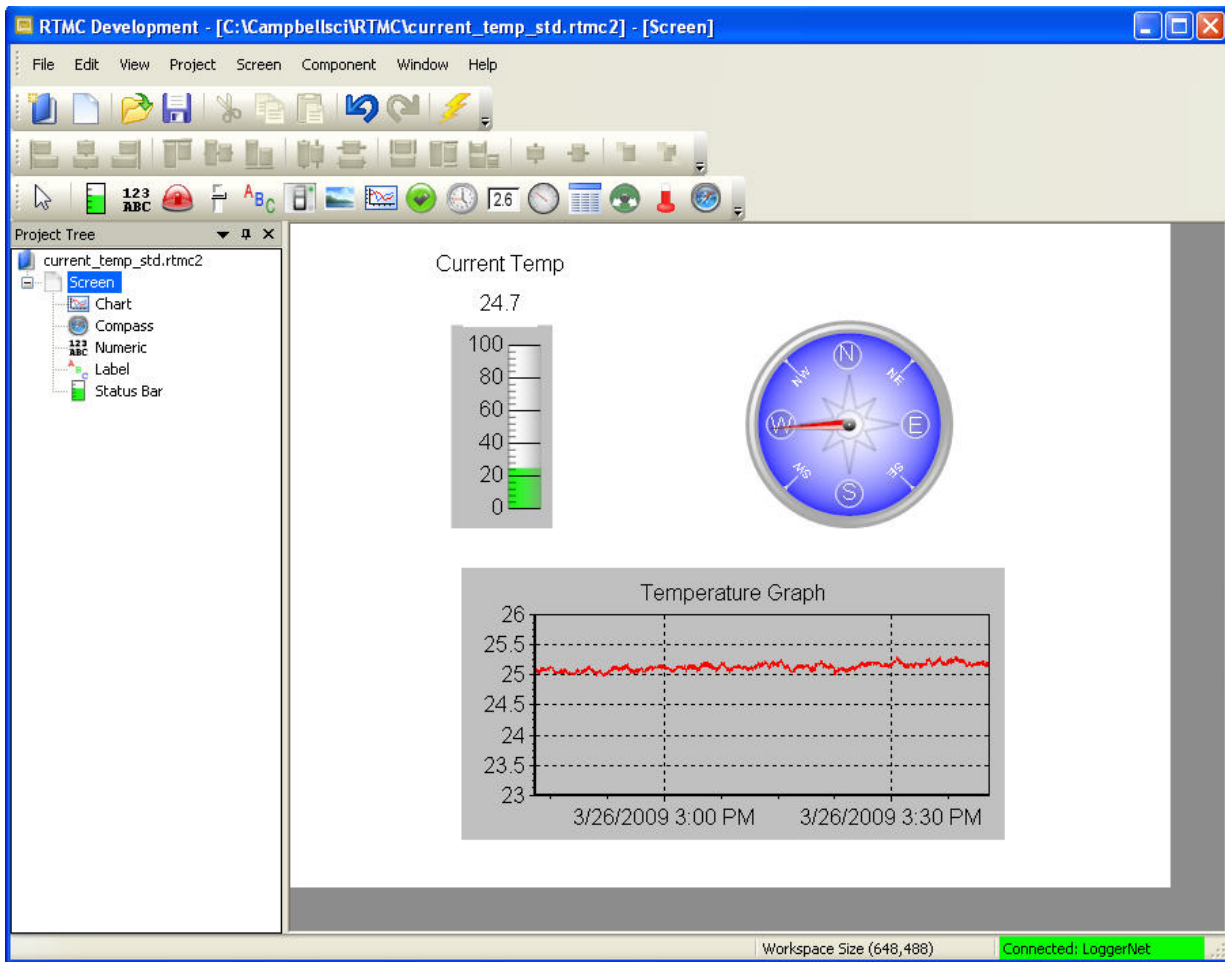 RTMC Development - [C:\Campbellsci\RTMC\current_temp_std.rtmc2] - [Screen]
File Edit View Project Screen Component Window Help
123 ABC
A B C
2.6
Project Tree
current_temp_std.rtmc2
Screen
Chart
Compass
123 ABC Numeric
A B C Label
Status Bar
Current Temp
24.7
100
80
60
40
20
0
N
NW NE
W E
SW SE
S
Temperature Graph
26
25.5
25
24.5
24
23.5
23
3/26/2009 3:00 PM 3/26/2009 3:30 PM
Workspace Size (648,488) Connected: LoggerNet